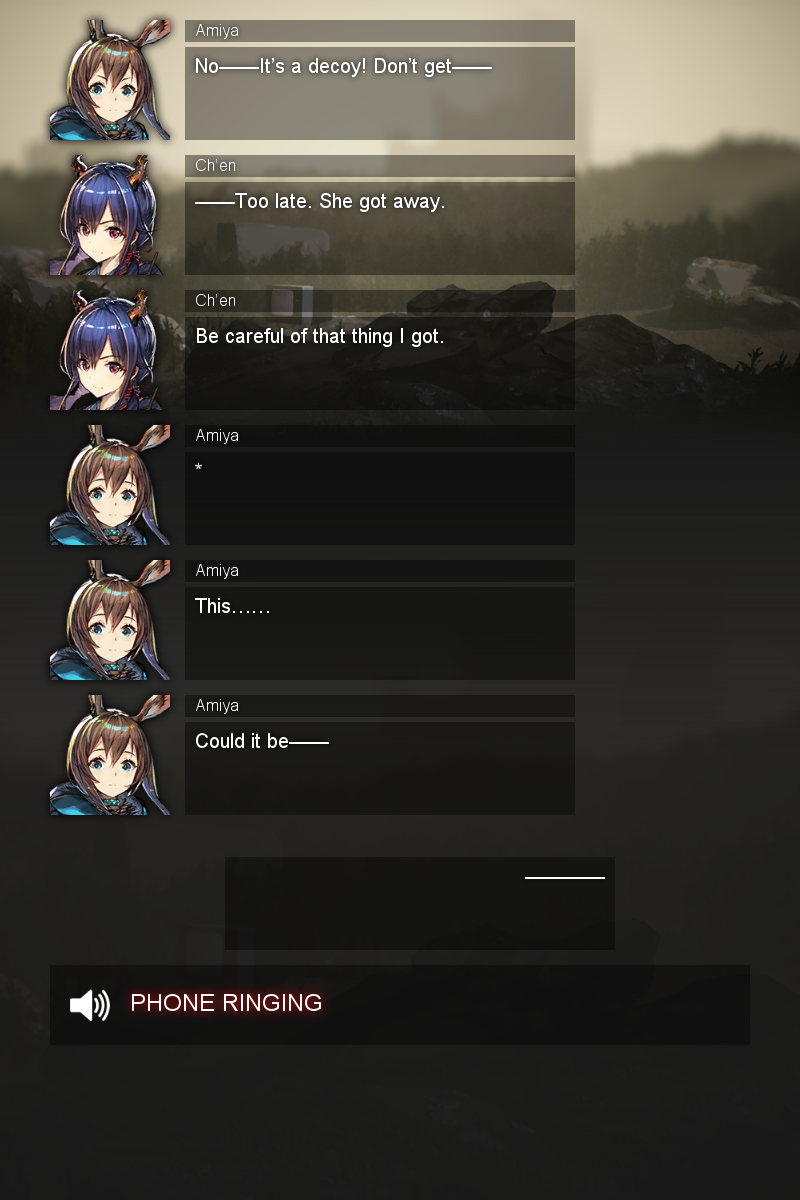 Amiya
No——It's a decoy! Don't get——
Ch'en
——Too late. She got away.
Ch'en
Be careful of that thing I got.
Amiya
*
Amiya
This……
Amiya
Could it be——
————
PHONE RINGING